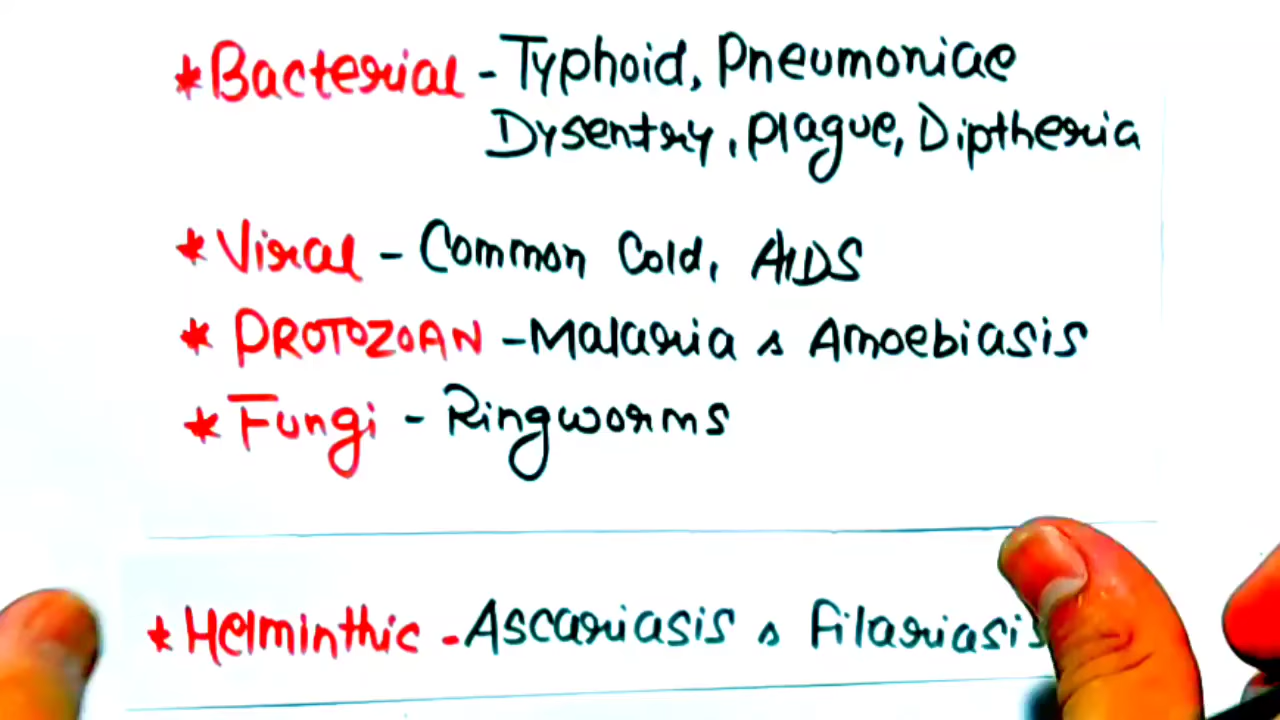 *Bacterial - Typhoid, Pneumoniae
Dysentry, Plague, Diptheria
*Viral - Common Cold, AIDS
* PROTOZOAN - Malaria , Amoebiasis
* Fungi - Ringworms
* Helminthic - Ascariasis , Filariasis